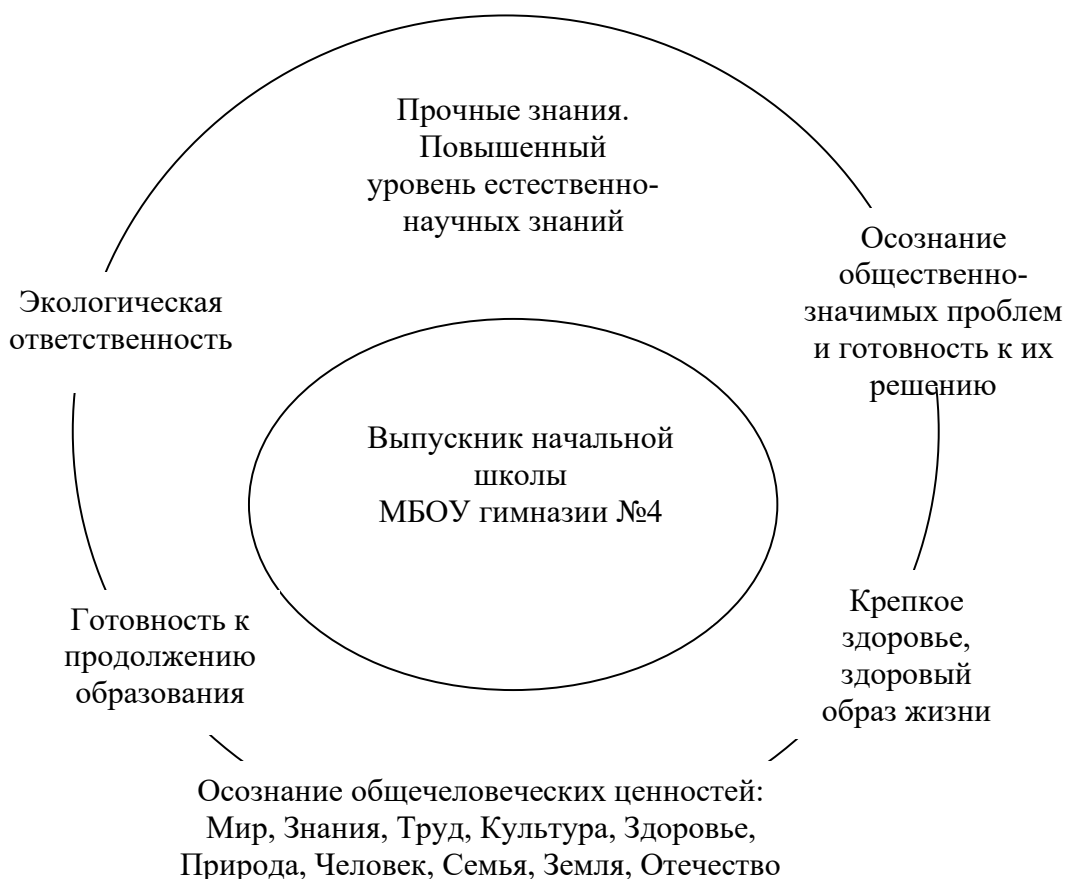 Прочные знания.
Повышенный
уровень естественно-
научных знаний
Осознание
общественно-
значимых проблем
и готовность к их
решению
Экологическая
ответственность
Выпускник начальной
школы
МБОУ гимназии №4
Готовность к
продолжению
образования
Крепкое
здоровье,
здоровый
образ жизни
Осознание общечеловеческих ценностей:
Мир, Знания, Труд, Культура, Здоровье,
Природа, Человек, Семья, Земля, Отечество